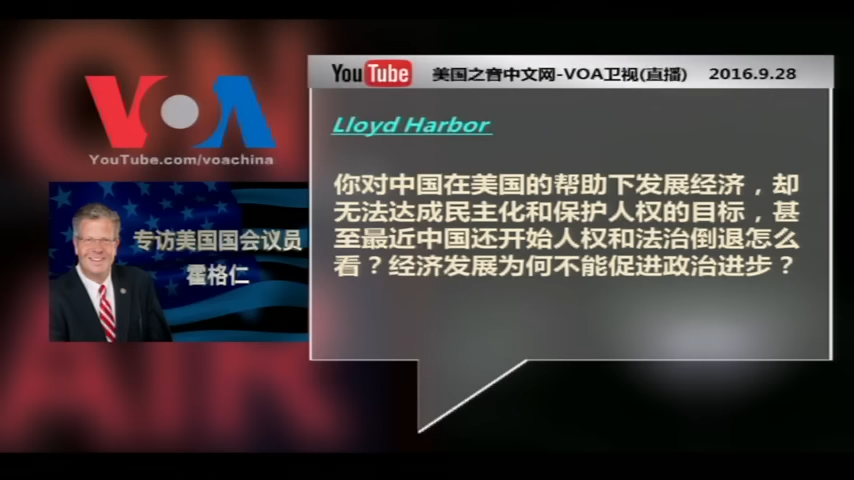 VOA
YouTube.com/voachina
专访美国国会议员
霍格仁
YouTube 美国之音中文网-VOA卫视(直播) 2016.9.28
Lloyd Harbor
你对中国在美国的帮助下发展经济，却
无法达成民主化和保护人权的目标，甚
至最近中国还开始人权和法治倒退怎么
看？经济发展为何不能促进政治进步？
ON
AIR